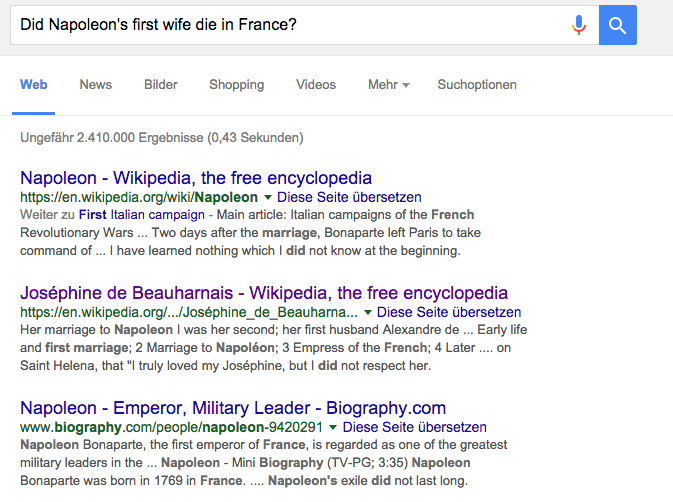 Did Napoleon's first wife die in France?
Web News Bilder Shopping Videos Mehr Suchoptionen
Ungefähr 2.410.000 Ergebnisse (0,43 Sekunden)
Napoleon - Wikipedia, the free encyclopedia
https://en.wikipedia.org/wiki/Napoleon Diese Seite übersetzen
Weiter zu First Italian campaign - Main article: Italian campaigns of the French
Revolutionary Wars ... Two days after the marriage, Bonaparte left Paris to take
command of ... I have learned nothing which I did not know at the beginning.
Joséphine de Beauharnais - Wikipedia, the free encyclopedia
https://en.wikipedia.org/.../Joséphine_de_Beauharna... Diese Seite übersetzen
Her marriage to Napoleon I was her second; her first husband Alexandre de ... Early life
and first marriage; 2 Marriage to Napoléon; 3 Empress of the French; 4 Later .... on
Saint Helena, that "I truly loved my Joséphine, but I did not respect her.
Napoleon - Emperor, Military Leader - Biography.com
www.biography.com/people/napoleon-9420291 Diese Seite übersetzen
Napoleon Bonaparte, the first emperor of France, is regarded as one of the greatest
military leaders in the ... Napoleon - Mini Biography (TV-PG; 3:35) Napoleon
Bonaparte was born in 1769 in France. .... Napoleon's exile did not last long.